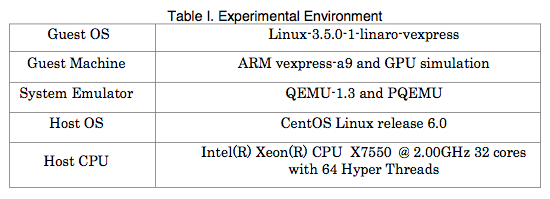 Table I. Experimental Environment
Guest OS Linux-3.5.0-1-linaro-vexpress
Guest Machine ARM vexpress-a9 and GPU simulation
System Emulator QEMU-1.3 and PQEMU
Host OS CentOS Linux release 6.0
Host CPU Intel(R) Xeon(R) CPU X7550 @ 2.00GHz 32 cores
with 64 Hyper Threads